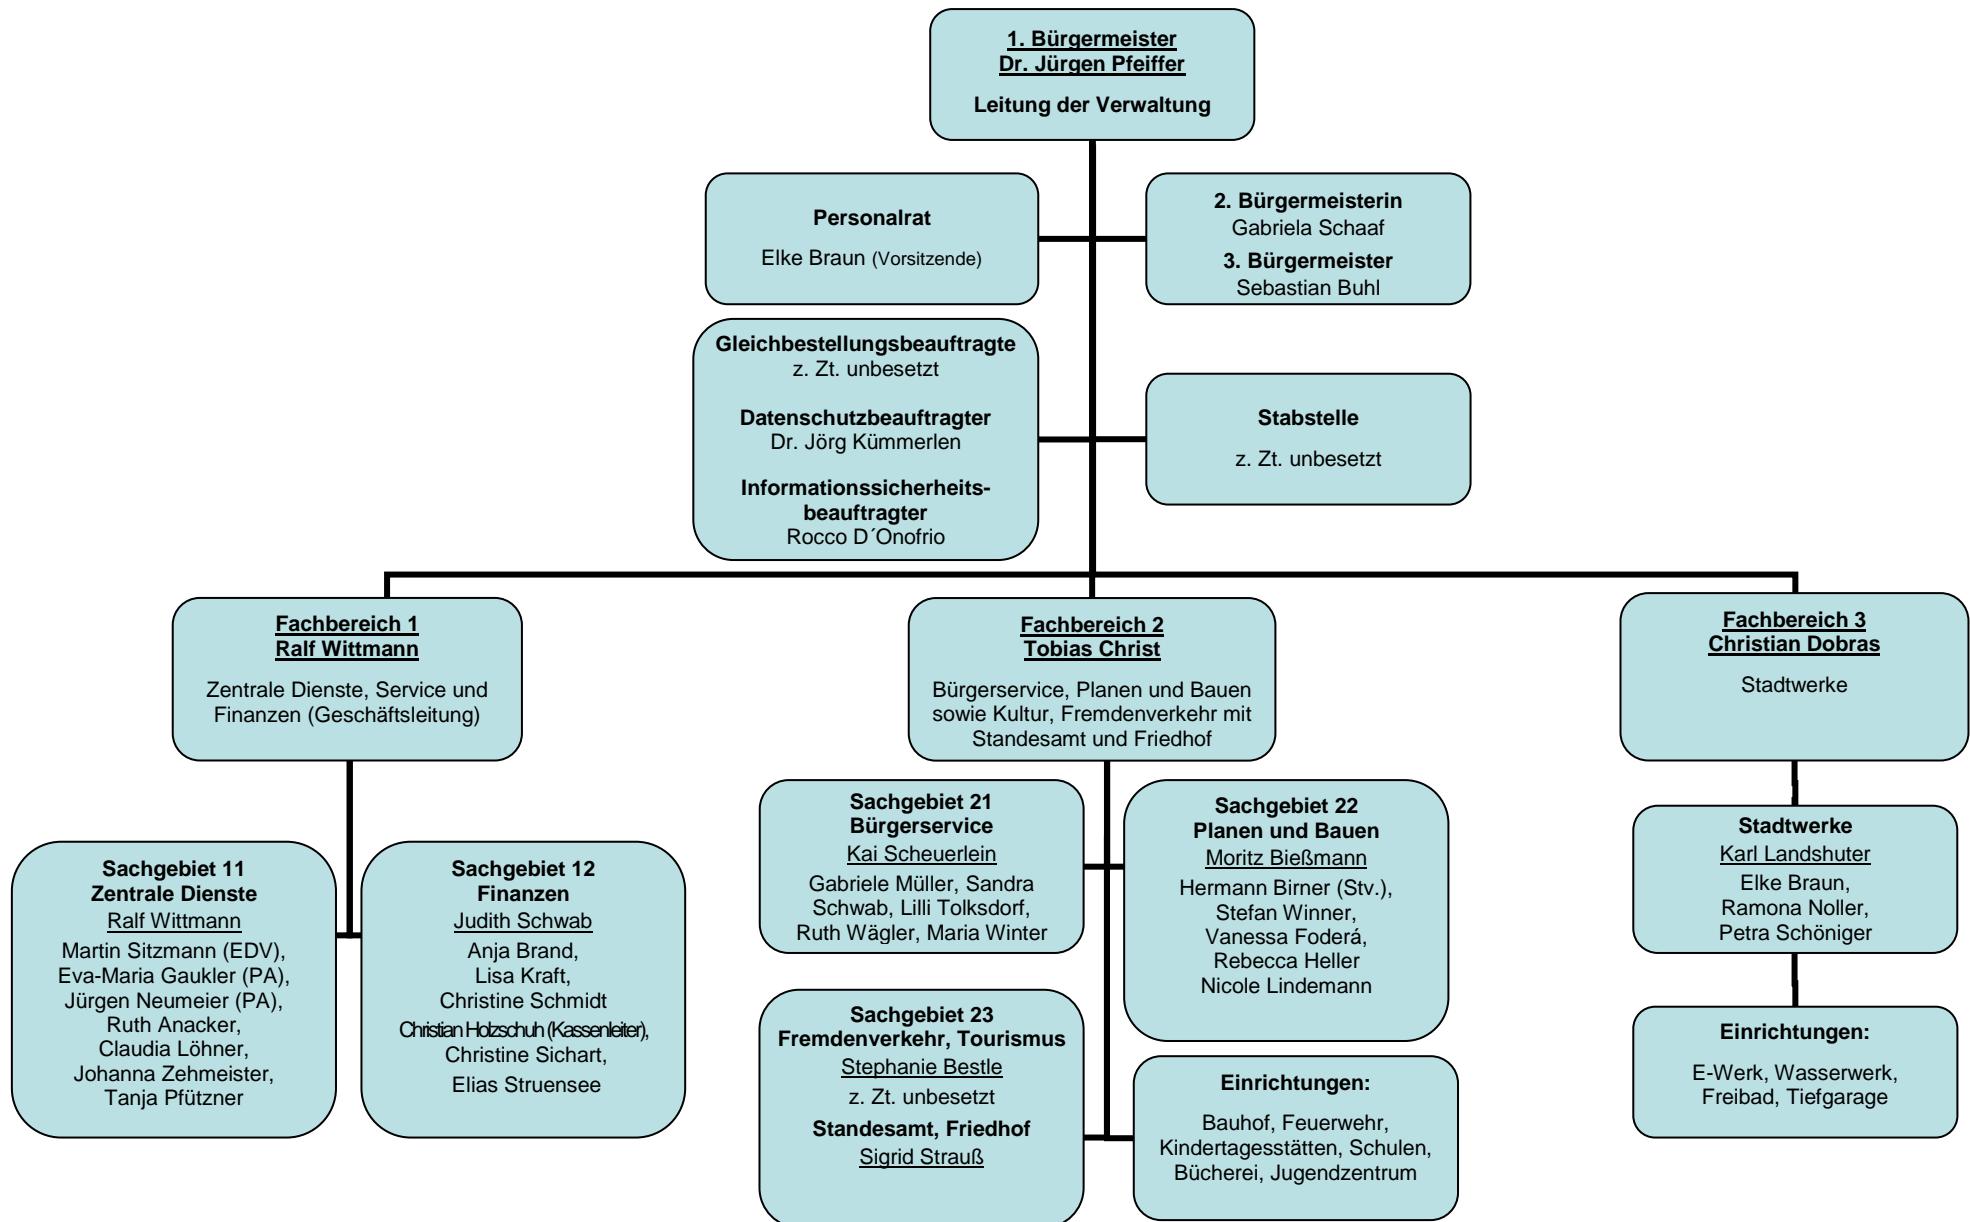 1. Bürgermeister
Dr. Jürgen Pfeiffer
Leitung der Verwaltung
Personalrat
Elke Braun (Vorsitzende)
2. Bürgermeisterin
Gabriela Schaaf
3. Bürgermeister
Sebastian Buhl
Gleichbestellungsbeauftragte
z. Zt. unbesetzt
Datenschutzbeauftragter
Dr. Jörg Kümmerlen
Informationssicherheits-
beauftragter
Rocco D´Onofrio
Stabstelle
z. Zt. unbesetzt
Fachbereich 1
Ralf Wittmann
Zentrale Dienste, Service und
Finanzen (Geschäftsleitung)
Fachbereich 2
Tobias Christ
Bürgerservice, Planen und Bauen
sowie Kultur, Fremdenverkehr mit
Standesamt und Friedhof
Fachbereich 3
Christian Dobras
Stadtwerke
Sachgebiet 11
Zentrale Dienste
Ralf Wittmann
Martin Sitzmann (EDV),
Eva-Maria Gaukler (PA),
Jürgen Neumeier (PA),
Ruth Anacker,
Claudia Löhner,
Johanna Zehmeister,
Tanja Pfützner
Sachgebiet 12
Finanzen
Judith Schwab
Anja Brand,
Lisa Kraft,
Christine Schmidt
Christian Holzschuh (Kassenleiter),
Christine Sichart,
Elias Struensee
Sachgebiet 21
Bürgerservice
Kai Scheuerlein
Gabriele Müller, Sandra
Schwab, Lilli Tolksdorf,
Ruth Wägler, Maria Winter
Sachgebiet 22
Planen und Bauen
Moritz Bießmann
Hermann Birner (Stv.),
Stefan Winner,
Vanessa Foderá,
Rebecca Heller
Nicole Lindemann
Sachgebiet 23
Fremdenverkehr, Tourismus
Stephanie Bestle
z. Zt. unbesetzt
Standesamt, Friedhof
Sigrid Strauß
Einrichtungen:
Bauhof, Feuerwehr,
Kindertagesstätten, Schulen,
Bücherei, Jugendzentrum
Stadtwerke
Karl Landshuter
Elke Braun,
Ramona Noller,
Petra Schöniger
Einrichtungen:
E-Werk, Wasserwerk,
Freibad, Tiefgarage